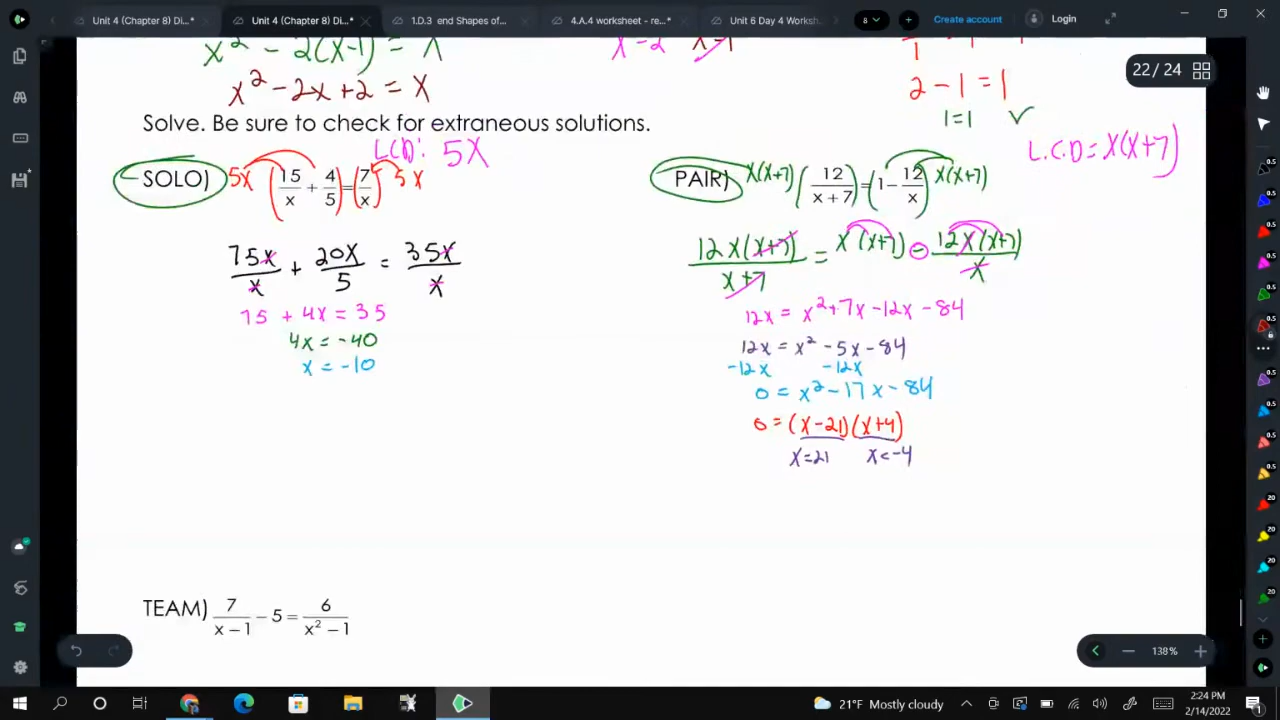 Unit 4 (Chapter 8) Di...* Unit 4 (Chapter 8) Di...* 1.D.3 end Shapes of... 4.A.4 worksheet - re...* Unit 6 Day 4 Worksh.. 8 Create account Login
x² - 2(x-1) = x
x-2 x-1
x² - 2x + 2 = x
2 - 1 = 1
1 = 1 ✓
22 / 24
Solve. Be sure to check for extraneous solutions.
LCD: 5x
L.C.D = x(x+7)
SOLO) 5x (15/x + 4/5) = (7/x) 5x
75x/x + 20x/5 = 35x/x
75 + 4x = 35
4x = -40
x = -10
PAIR) x(x+7) (12/(x+7)) = (1 - 12/x) x(x+7)
12x(x+7)/(x+7) = x(x+7) - 12x(x+7)/x
12x = x² + 7x - 12x - 84
12x = x² - 5x - 84
-12x -12x
0 = x² - 17x - 84
0 = (x-21)(x+4)
x = 21 x = -4
TEAM) 7/(x - 1) - 5 = 6/(x² - 1)
138%
21°F Mostly cloudy
2:24 PM
2/14/2022